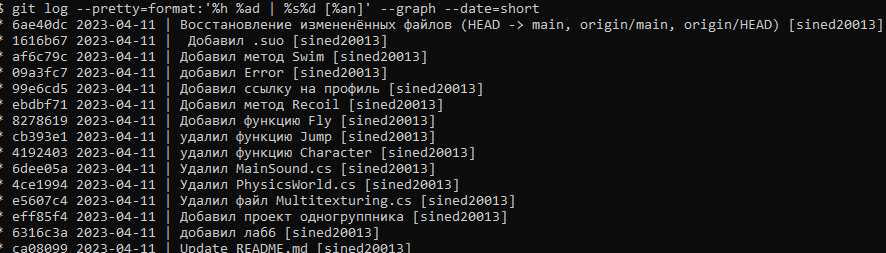 $ git log --pretty=format:'%h %ad | %s%d [%an]' --graph --date=short
* 6ae40dc 2023-04-11 | Восстановление измененённых файлов (HEAD -> main, origin/main, origin/HEAD) [sined20013]
* 1616b67 2023-04-11 |  Добавил .suo [sined20013]
* af6c79c 2023-04-11 | Добавил метод Swim [sined20013]
* 09a3fc7 2023-04-11 | добавил Error [sined20013]
* 99e6cd5 2023-04-11 | Добавил ссылку на профиль [sined20013]
* ebdbf71 2023-04-11 | Добавил метод Recoil [sined20013]
* 8278619 2023-04-11 | Добавил функцию Fly [sined20013]
* cb393e1 2023-04-11 | удалил функцию Jump [sined20013]
* 4192403 2023-04-11 | удалил функцию Character [sined20013]
* 6dee05a 2023-04-11 | Удалил MainSound.cs [sined20013]
* 4ce1994 2023-04-11 | Удалил PhysicsWorld.cs [sined20013]
* e5607c4 2023-04-11 | Удалил файл Multitexturing.cs [sined20013]
* eff85f4 2023-04-11 | Добавил проект одногруппника [sined20013]
* 6316c3a 2023-04-11 | добавил лаб6 [sined20013]
* ca08099 2023-04-11 | Update README.md [sined20013]